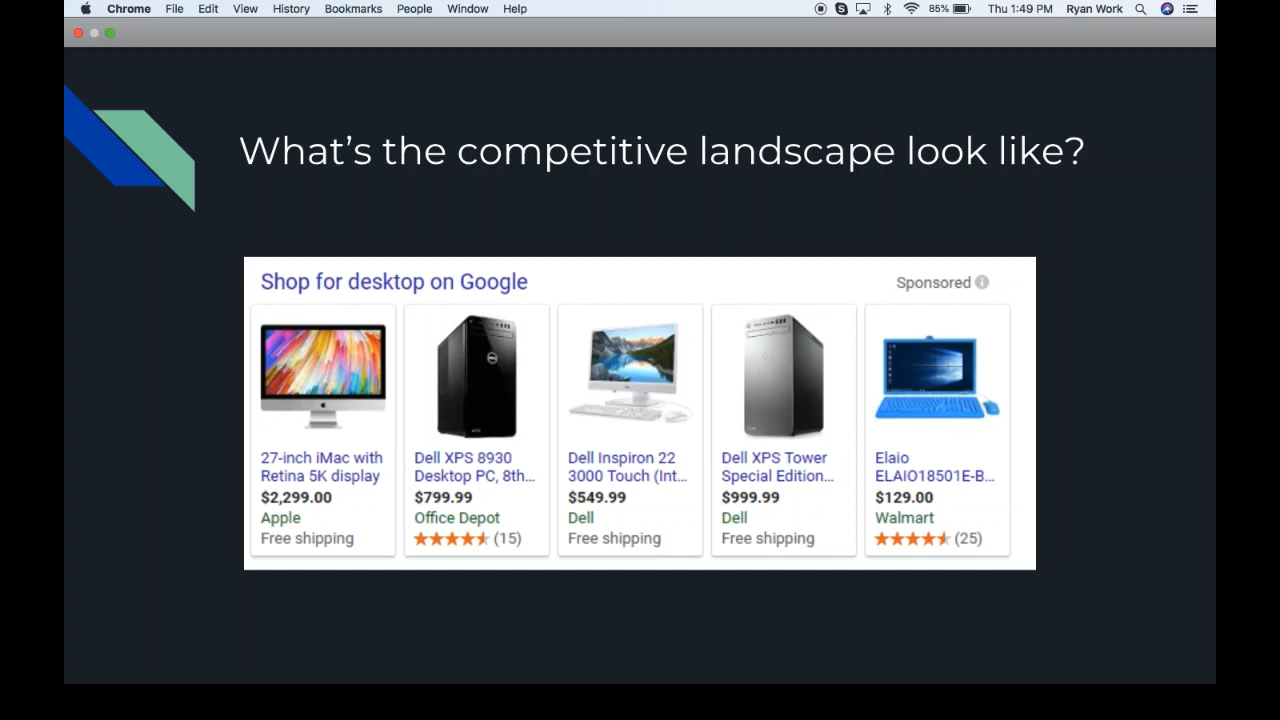 Chrome File Edit View History Bookmarks People Window Help 85% Thu 1:49 PM Ryan Work
What's the competitive landscape look like?
Shop for desktop on Google Sponsored
27-inch iMac with
Retina 5K display
$2,299.00
Apple
Free shipping
Dell XPS 8930
Desktop PC, 8th...
$799.99
Office Depot
(15)
Dell Inspiron 22
3000 Touch (Int...
$549.99
Dell
Free shipping
Dell XPS Tower
Special Edition...
$999.99
Dell
Free shipping
Elaio
ELAIO18501E-B...
$129.00
Walmart
(25)